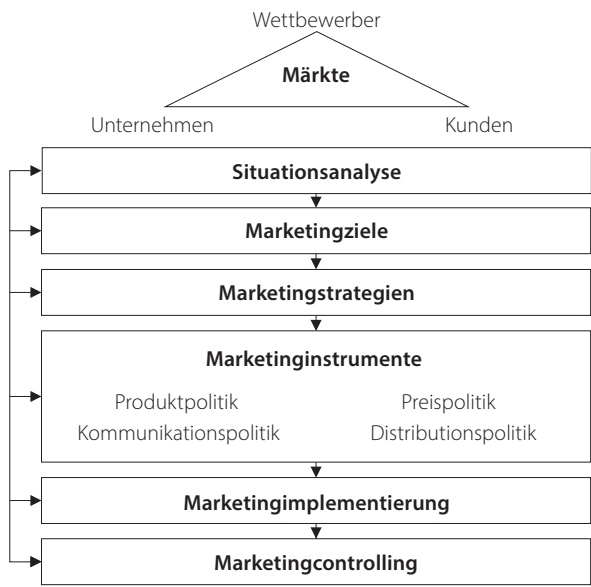 Wettbewerber
Märkte
Unternehmen Kunden
Situationsanalyse
Marketingziele
Marketingstrategien
Marketinginstrumente
Produktpolitik Preispolitik
Kommunikationspolitik Distributionspolitik
Marketingimplementierung
Marketingcontrolling